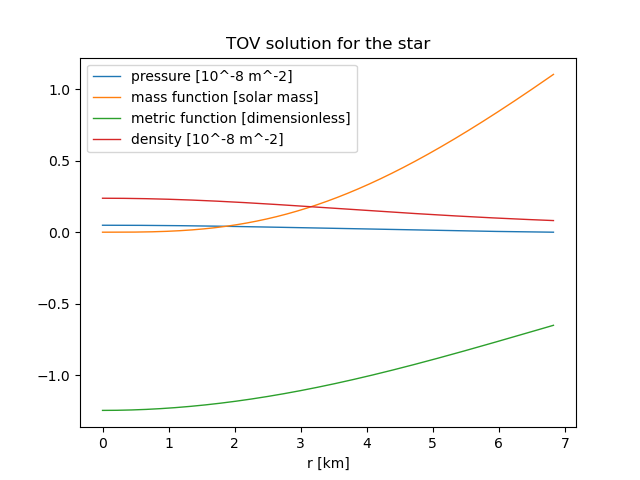 TOV solution for the star
pressure [10^-8 m^-2]
mass function [solar mass]
metric function [dimensionless]
density [10^-8 m^-2]
1.0
0.5
0.0
−0.5
−1.0
0 1 2 3 4 5 6 7
r [km]